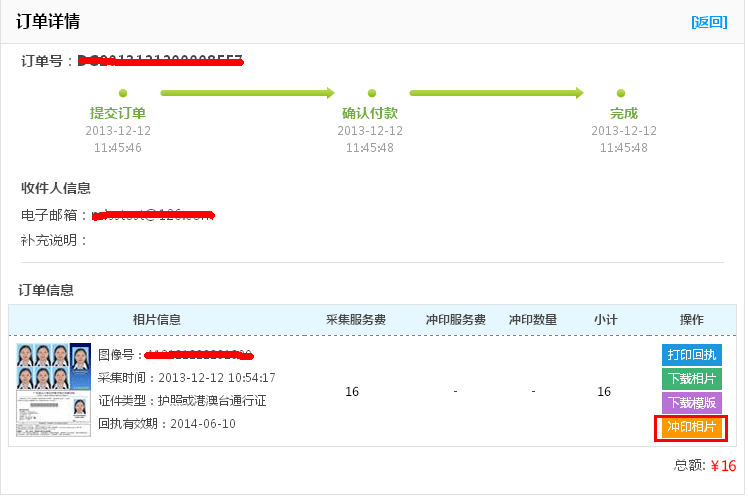 订单详情
[返回]
订单号：
提交订单
2013-12-12
11:45:46
确认付款
2013-12-12
11:45:48
完成
2013-12-12
11:45:48
收件人信息
电子邮箱：
补充说明：
订单信息
相片信息 采集服务费 冲印服务费 冲印数量 小计 操作
图像号：
采集时间：2013-12-12 10:54:17
证件类型：护照或港澳台通行证
回执有效期：2014-06-10
16 - - 16
打印回执
下载相片
下载模版
冲印相片
总额: ￥16